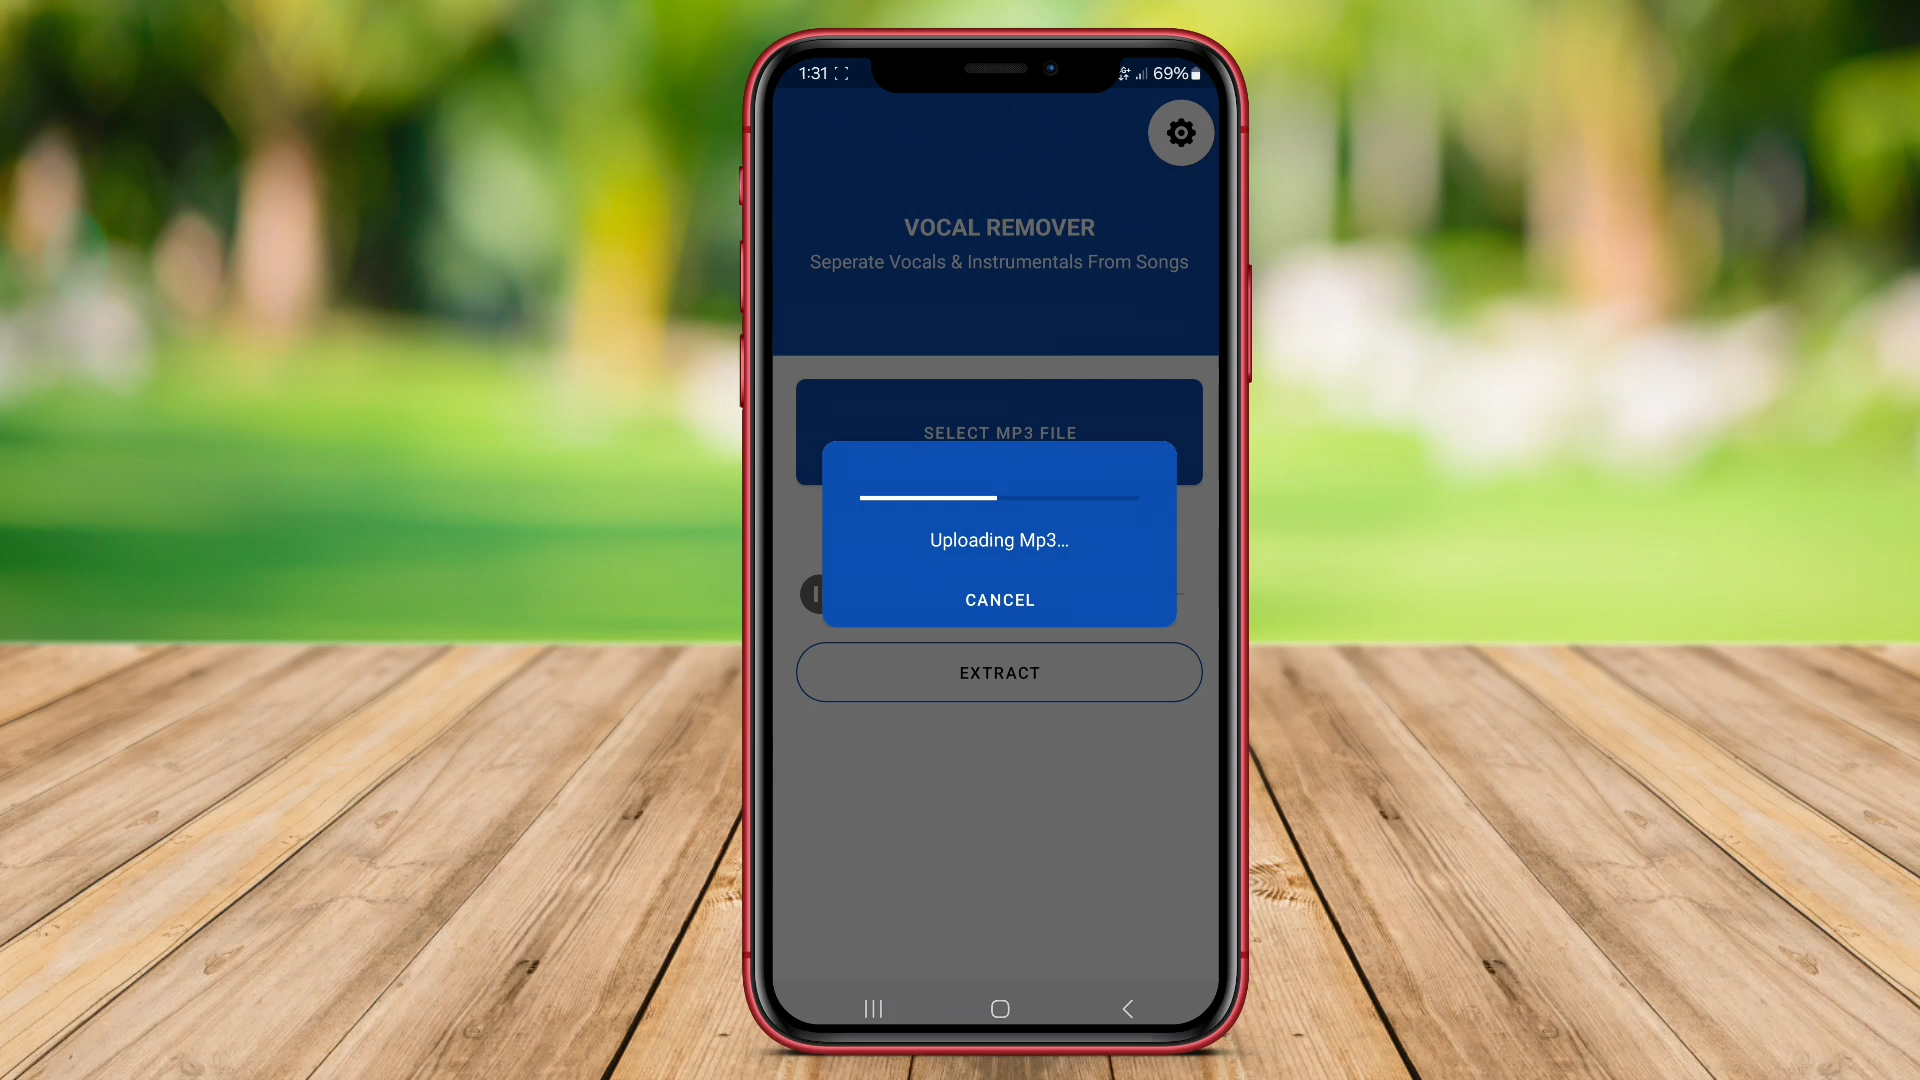 1:31
69%
VOCAL REMOVER
Seperate Vocals & Instrumentals From Songs
SELECT MP3 FILE
Uploading Mp3...
CANCEL
EXTRACT